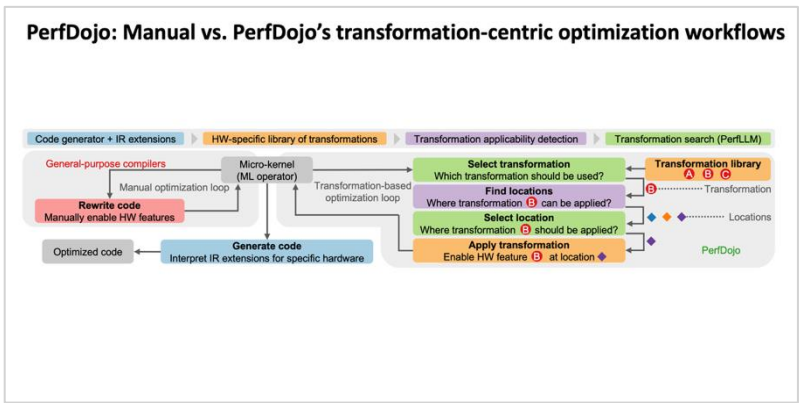 PerfDojo: Manual vs. PerfDojo's transformation-centric optimization workflows
Code generator + IR extensions
HW-specific library of transformations
Transformation applicability detection
Transformation search (PerfLLM)
General-purpose compilers
Manual optimization loop
Rewrite code
Manually enable HW features
Micro-kernel
(ML operator)
Transformation-based
optimization loop
Select transformation
Which transformation should be used?
Transformation library
A B C
B Transformation
Find locations
Where transformation B can be applied?
Locations
Select location
Where transformation B should be applied?
Apply transformation
Enable HW feature B at location
PerfDojo
Generate code
Interpret IR extensions for specific hardware
Optimized code